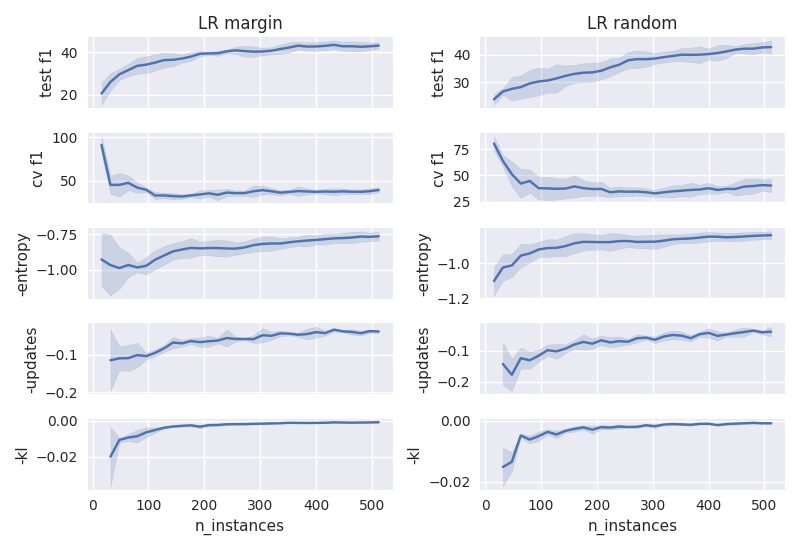 LR margin
LR random
test f1
40
20
test f1
40
30
cv f1
100
50
cv f1
75
50
25
-entropy
−0.75
−1.00
-entropy
−1.0
−1.2
-updates
−0.1
−0.2
-updates
−0.1
−0.2
-kl
0.00
−0.02
-kl
0.00
−0.02
0 100 200 300 400 500
0 100 200 300 400 500
n_instances
n_instances